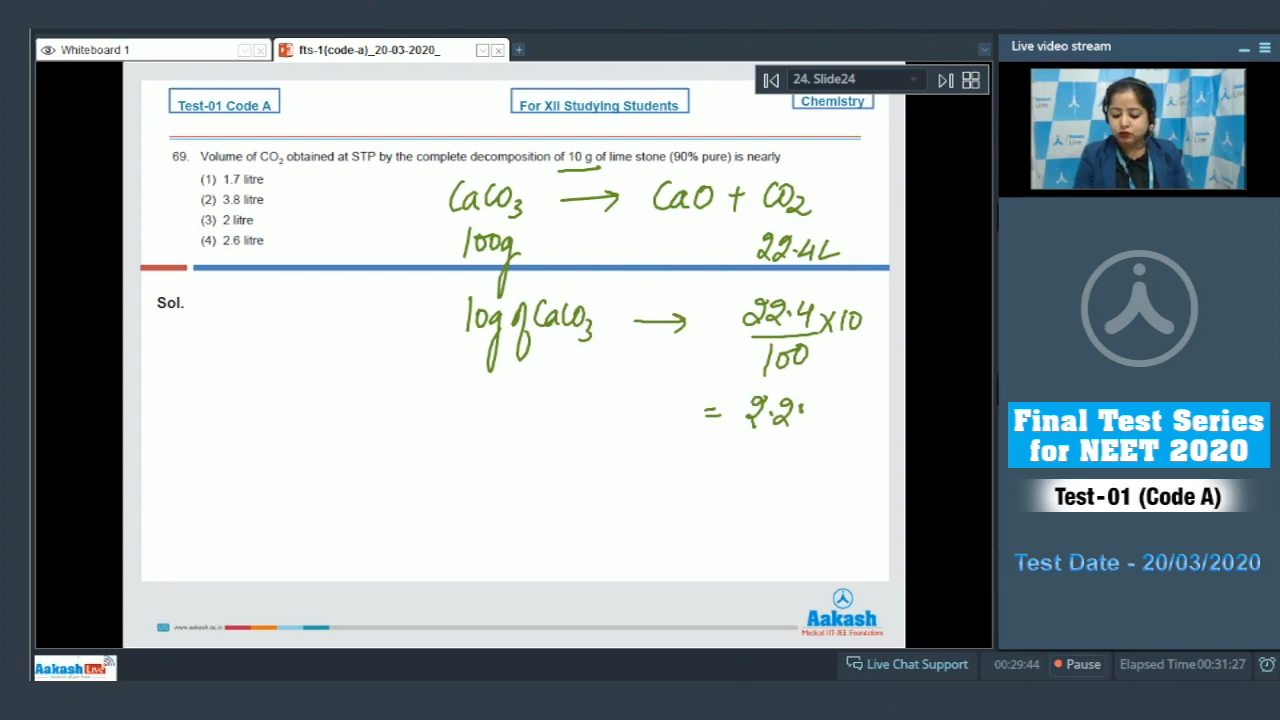 Whiteboard 1
fts-1(code-a)_20-03-2020_
Live video stream
24. Slide24
Test-01 Code A
For XII Studying Students
Chemistry
69. Volume of CO2 obtained at STP by the complete decomposition of 10 g of lime stone (90% pure) is nearly
(1) 1.7 litre
(2) 3.8 litre
(3) 2 litre
(4) 2.6 litre
CaCO3 → CaO + CO2
100g 22.4L
Sol.
10g of CaCO3 → 22.4/100 ×10
= 2.2
Final Test Series
for NEET 2020
Test-01 (Code A)
Test Date - 20/03/2020
Aakash
Medical IIT-JEE Foundations
Aakash Live
Live Chat Support
00:29:44
Pause
Elapsed Time 00:31:27